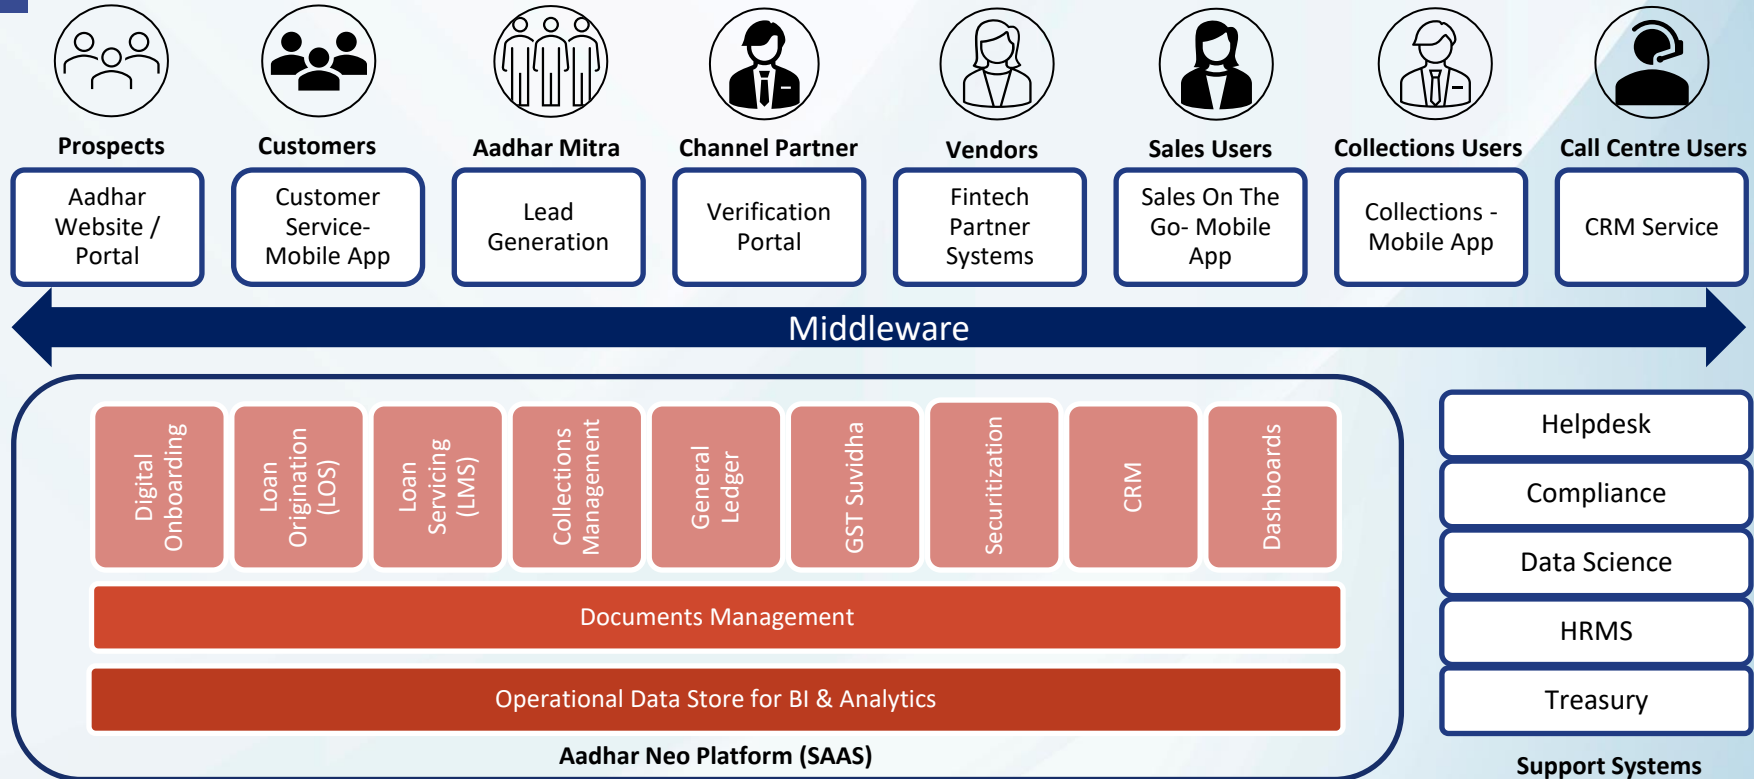 Prospects
Customers
Aadhar Mitra
Channel Partner
Vendors
Sales Users
Collections Users
Call Centre Users
Aadhar
Website /
Portal
Customer
Service-
Mobile App
Lead
Generation
Verification
Portal
Fintech
Partner
Systems
Sales On The
Go- Mobile
App
Collections -
Mobile App
CRM Service
Middleware
Digital
Onboarding
Loan
Origination
(LOS)
Loan
Servicing
(LMS)
Collections
Management
General
Ledger
GST Suvidha
Securitization
CRM
Dashboards
Documents Management
Operational Data Store for BI & Analytics
Aadhar Neo Platform (SAAS)
Helpdesk
Compliance
Data Science
HRMS
Treasury
Support Systems